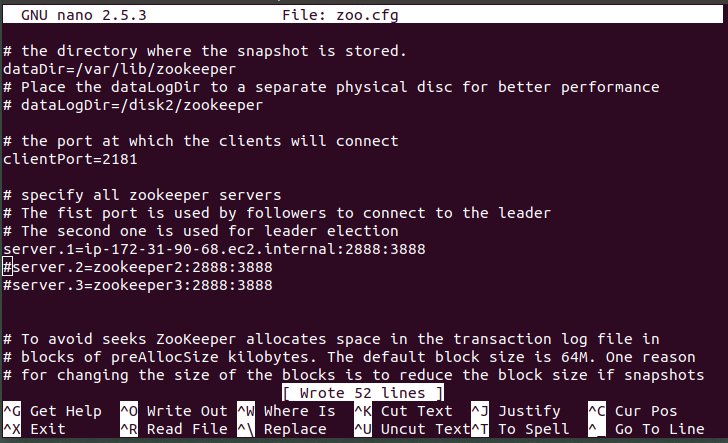 GNU nano 2.5.3 File: zoo.cfg
# the directory where the snapshot is stored.
dataDir=/var/lib/zookeeper
# Place the dataLogDir to a separate physical disc for better performance
# dataLogDir=/disk2/zookeeper
# the port at which the clients will connect
clientPort=2181
# specify all zookeeper servers
# The fist port is used by followers to connect to the leader
# The second one is used for leader election
server.1=ip-172-31-90-68.ec2.internal:2888:3888
#server.2=zookeeper2:2888:3888
#server.3=zookeeper3:2888:3888
# To avoid seeks ZooKeeper allocates space in the transaction log file in
# blocks of preAllocSize kilobytes. The default block size is 64M. One reason
# for changing the size of the blocks is to reduce the block size if snapshots
[ Wrote 52 lines ]
^G Get Help ^O Write Out ^W Where Is ^K Cut Text ^J Justify ^C Cur Pos
^X Exit ^R Read File ^\ Replace ^U Uncut Text ^T To Spell ^_ Go To Line